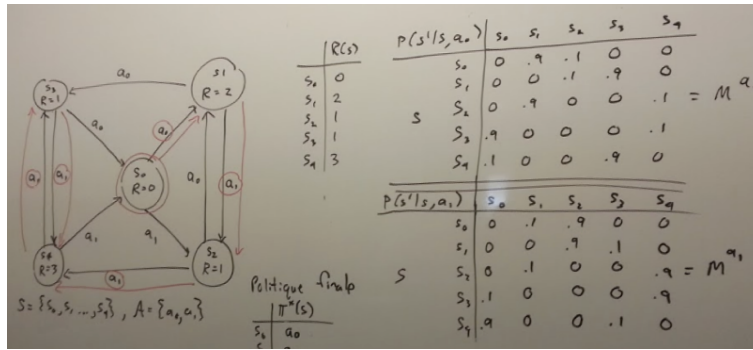 R(s)
s₀ 0
s₁ 2
s₂ 1
s₃ 1
s₄ 3
P(s'|s,a₀) s₀ s₁ s₂ s₃ s₄
s₀ 0 .9 .1 0 0
s₁ 0 0 .1 .9 0
s₂ 0 .9 0 0 .1
s₃ .9 0 0 0 .1
s₄ .1 0 0 .9 0
s
= Mᵃ
P(s'|s,a₁) s₀ s₁ s₂ s₃ s₄
s₀ 0 .1 .9 0 0
s₁ 0 0 .9 .1 0
s₂ 0 .1 0 0 .9
s₃ .1 0 0 0 .9
s₄ .9 0 0 .1 0
s
= Mᵃ¹
a₀
s₃
R=1
s1
R=2
a₀
a₀
s₀
R=0
a₁
a₁
a₀
a₁
a₁
a₁
s4
R=3
s₂
R=1
a₁
S={s₀,s₁...,s₄}, A={a₀,a₁}
Politique finale
π*(s)
s₀ a₀